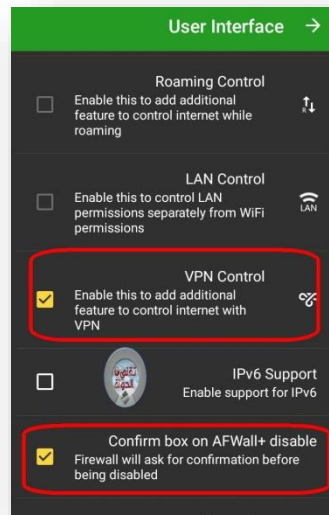 User Interface
Roaming Control
Enable this to add additional
feature to control internet while
roaming
R
LAN Control
Enable this to control LAN
permissions separately from WiFi
permissions
LAN
VPN Control
Enable this to add additional
feature to control internet with
VPN
IPv6 Support
Enable support for IPv6
Confirm box on AFWall+ disable
Firewall will ask for confirmation before
being disabled